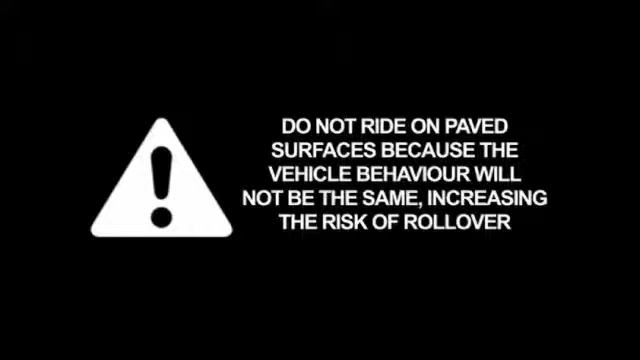 DO NOT RIDE ON PAVED
SURFACES BECAUSE THE
VEHICLE BEHAVIOUR WILL
NOT BE THE SAME, INCREASING
THE RISK OF ROLLOVER